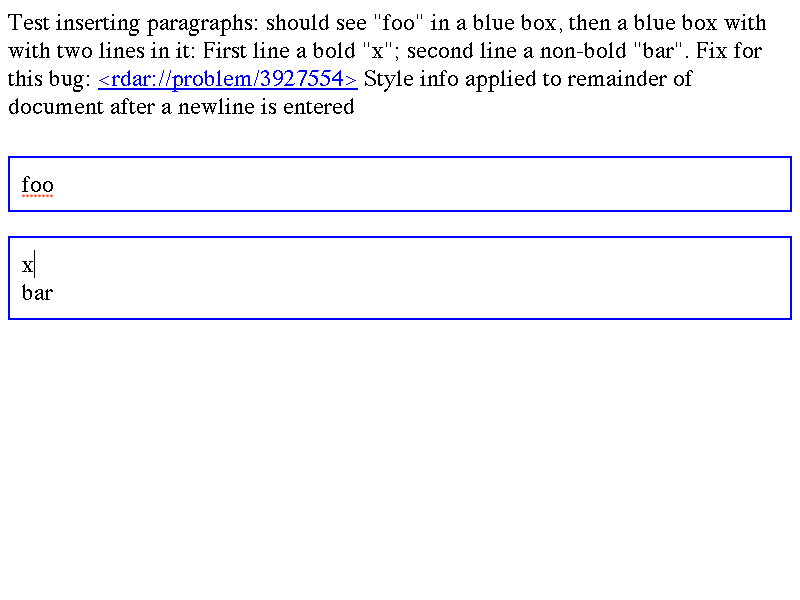 Test inserting paragraphs: should see "foo" in a blue box, then a blue box with
with two lines in it: First line a bold "x"; second line a non-bold "bar". Fix for
this bug: <rdar://problem/3927554> Style info applied to remainder of
document after a newline is entered
foo
x
bar